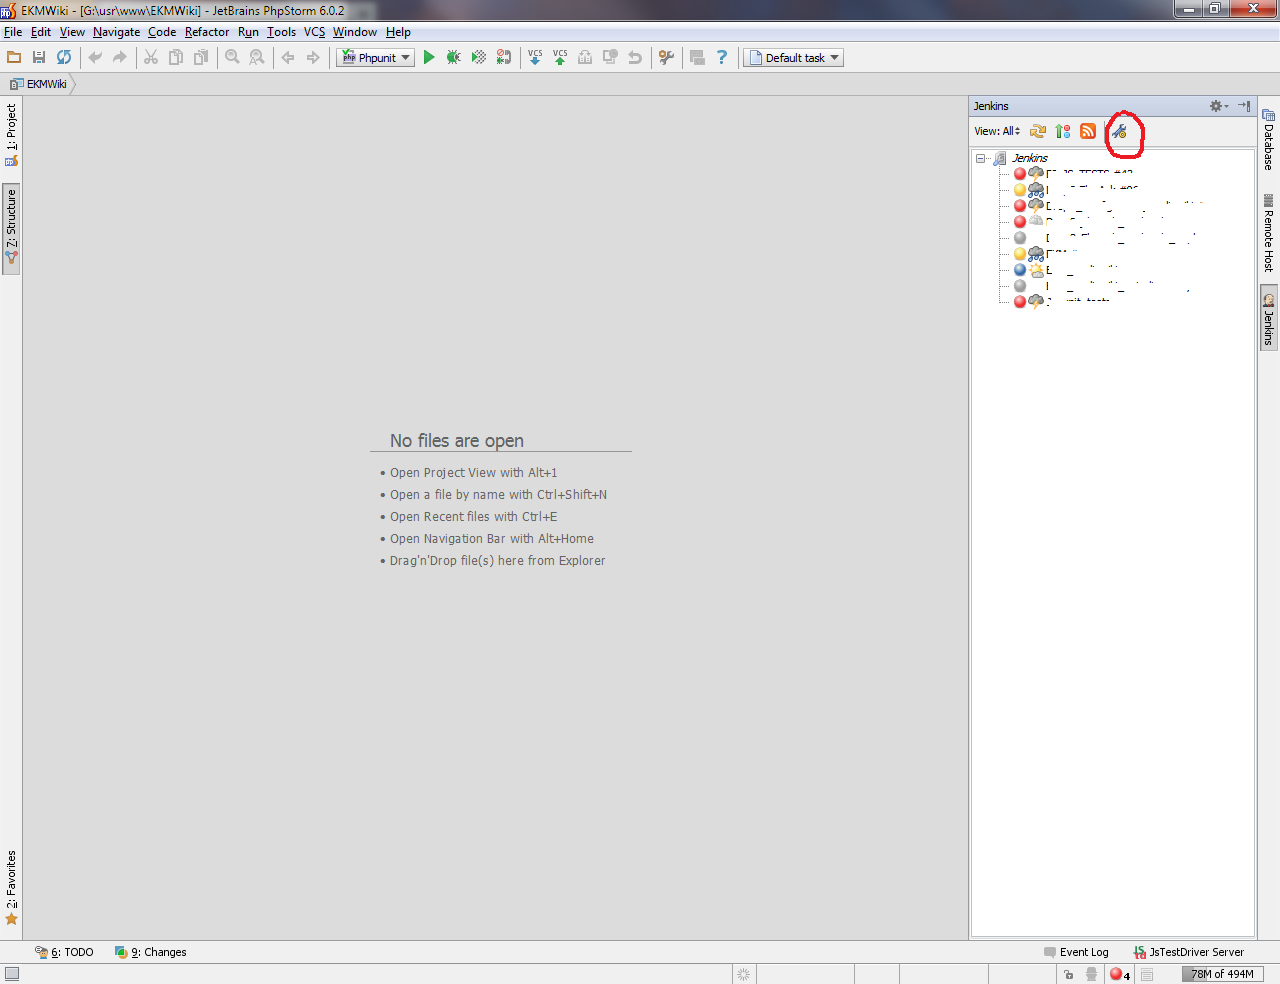 EKMWiki - [G:\usr\www\EKMWiki] - JetBrains PhpStorm 6.0.2
File Edit View Navigate Code Refactor Run Tools VCS Window Help
php Phpunit VCS VCS ? Default task
EKMWiki
1: Project
Z: Structure
2: Favorites
No files are open
• Open Project View with Alt+1
• Open a file by name with Ctrl+Shift+N
• Open Recent files with Ctrl+E
• Open Navigation Bar with Alt+Home
• Drag'n'Drop file(s) here from Explorer
Jenkins
View: All
Jenkins
Database
Remote Host
Jenkins
6: TODO 9: Changes Event Log JsTestDriver Server
4 78M of 494M